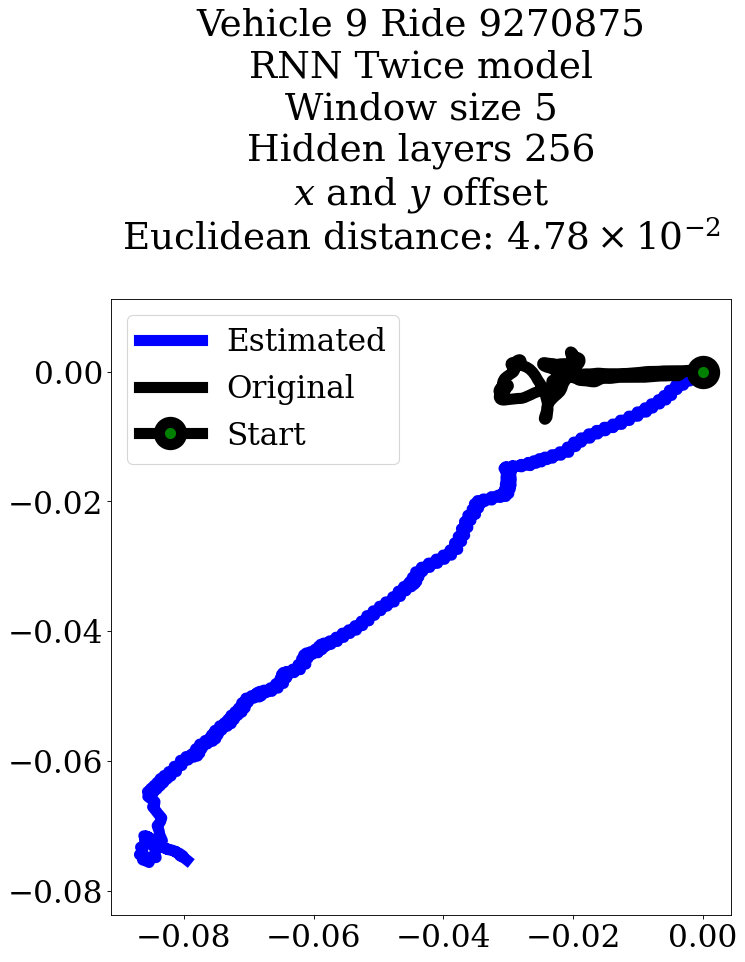 Vehicle 9 Ride 9270875
RNN Twice model
Window size 5
Hidden layers 256
x and y offset
Euclidean distance: 4.78 × 10⁻²
Estimated
Original
Start
0.00
−0.02
−0.04
−0.06
−0.08
−0.08 −0.06 −0.04 −0.02 0.00